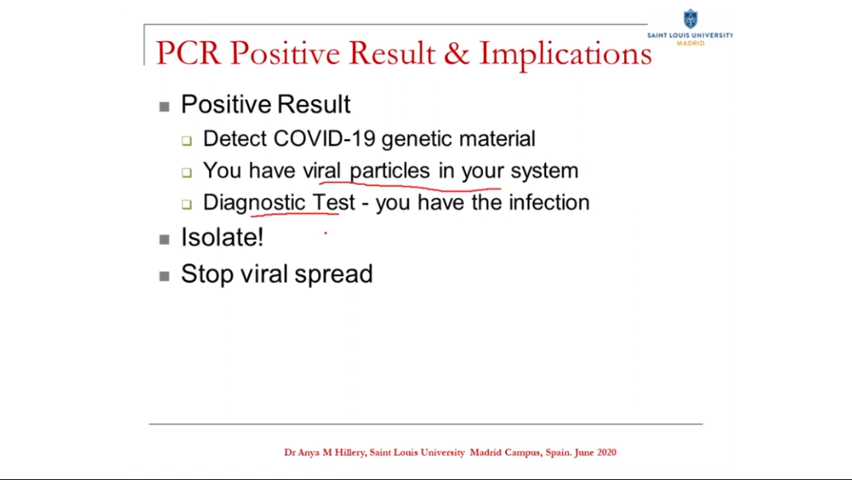 SAINT LOUIS UNIVERSITY
MADRID
PCR Positive Result & Implications
Positive Result
Detect COVID-19 genetic material
You have viral particles in your system
Diagnostic Test - you have the infection
Isolate!
Stop viral spread
Dr Anya M Hillery, Saint Louis University Madrid Campus, Spain. June 2020